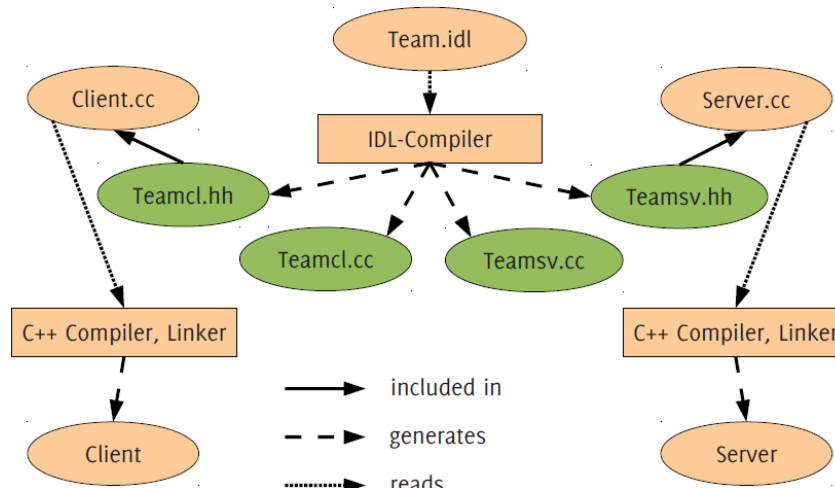 Team.idl
Client.cc
Server.cc
IDL-Compiler
Teamcl.hh
Teamsv.hh
Teamcl.cc
Teamsv.cc
C++ Compiler, Linker
C++ Compiler, Linker
included in
generates
Client
Server
reads